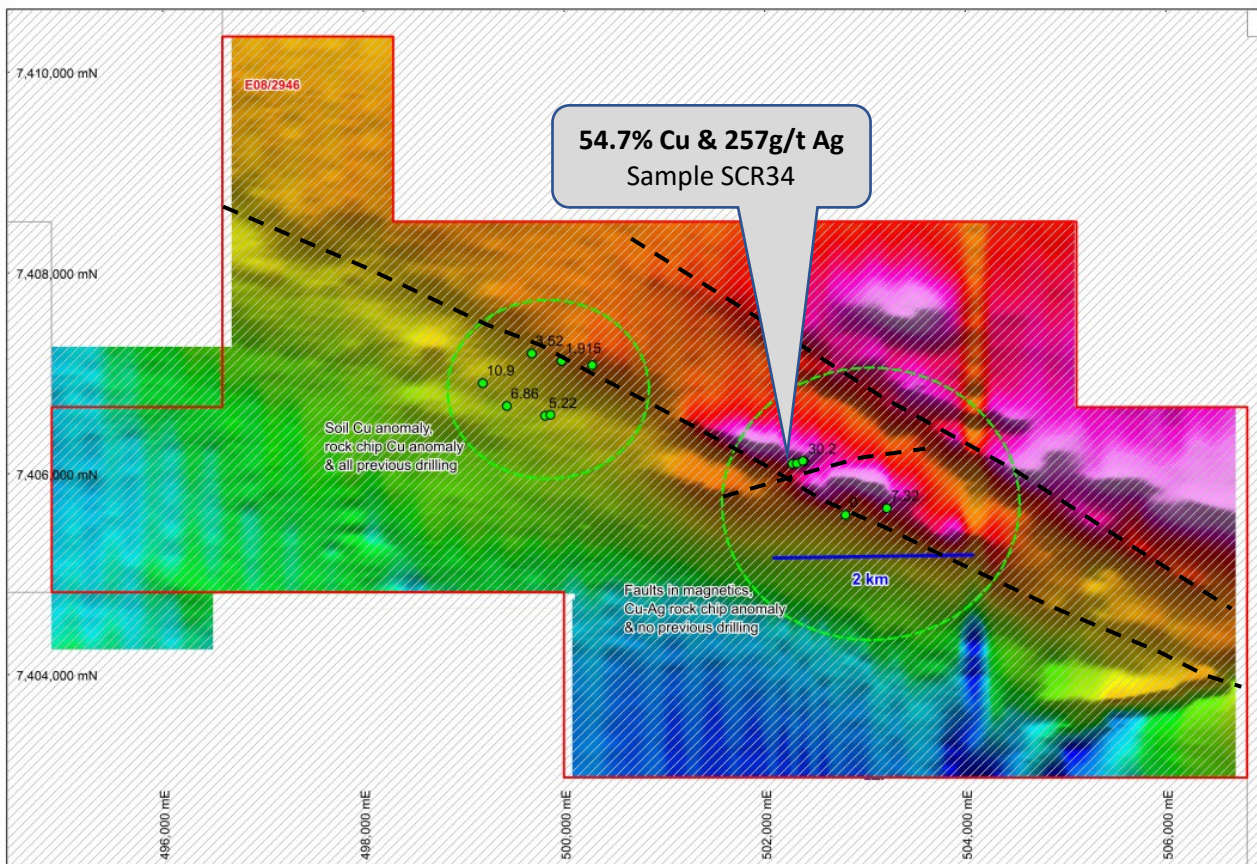 7,410,000 mN
E08/2946
54.7% Cu & 257g/t Ag
Sample SCR34
7,408,000 mN
3.52
1.915
10.9
6.86
5.22
Soil Cu anomaly,
rock chip Cu anomaly
& all previous drilling
30.2
7,406,000 mN
7.32
2 km
Faults in magnetics,
Cu-Ag rock chip anomaly
& no previous drilling
7,404,000 mN
496,000 mE
498,000 mE
500,000 mE
502,000 mE
504,000 mE
506,000 mE